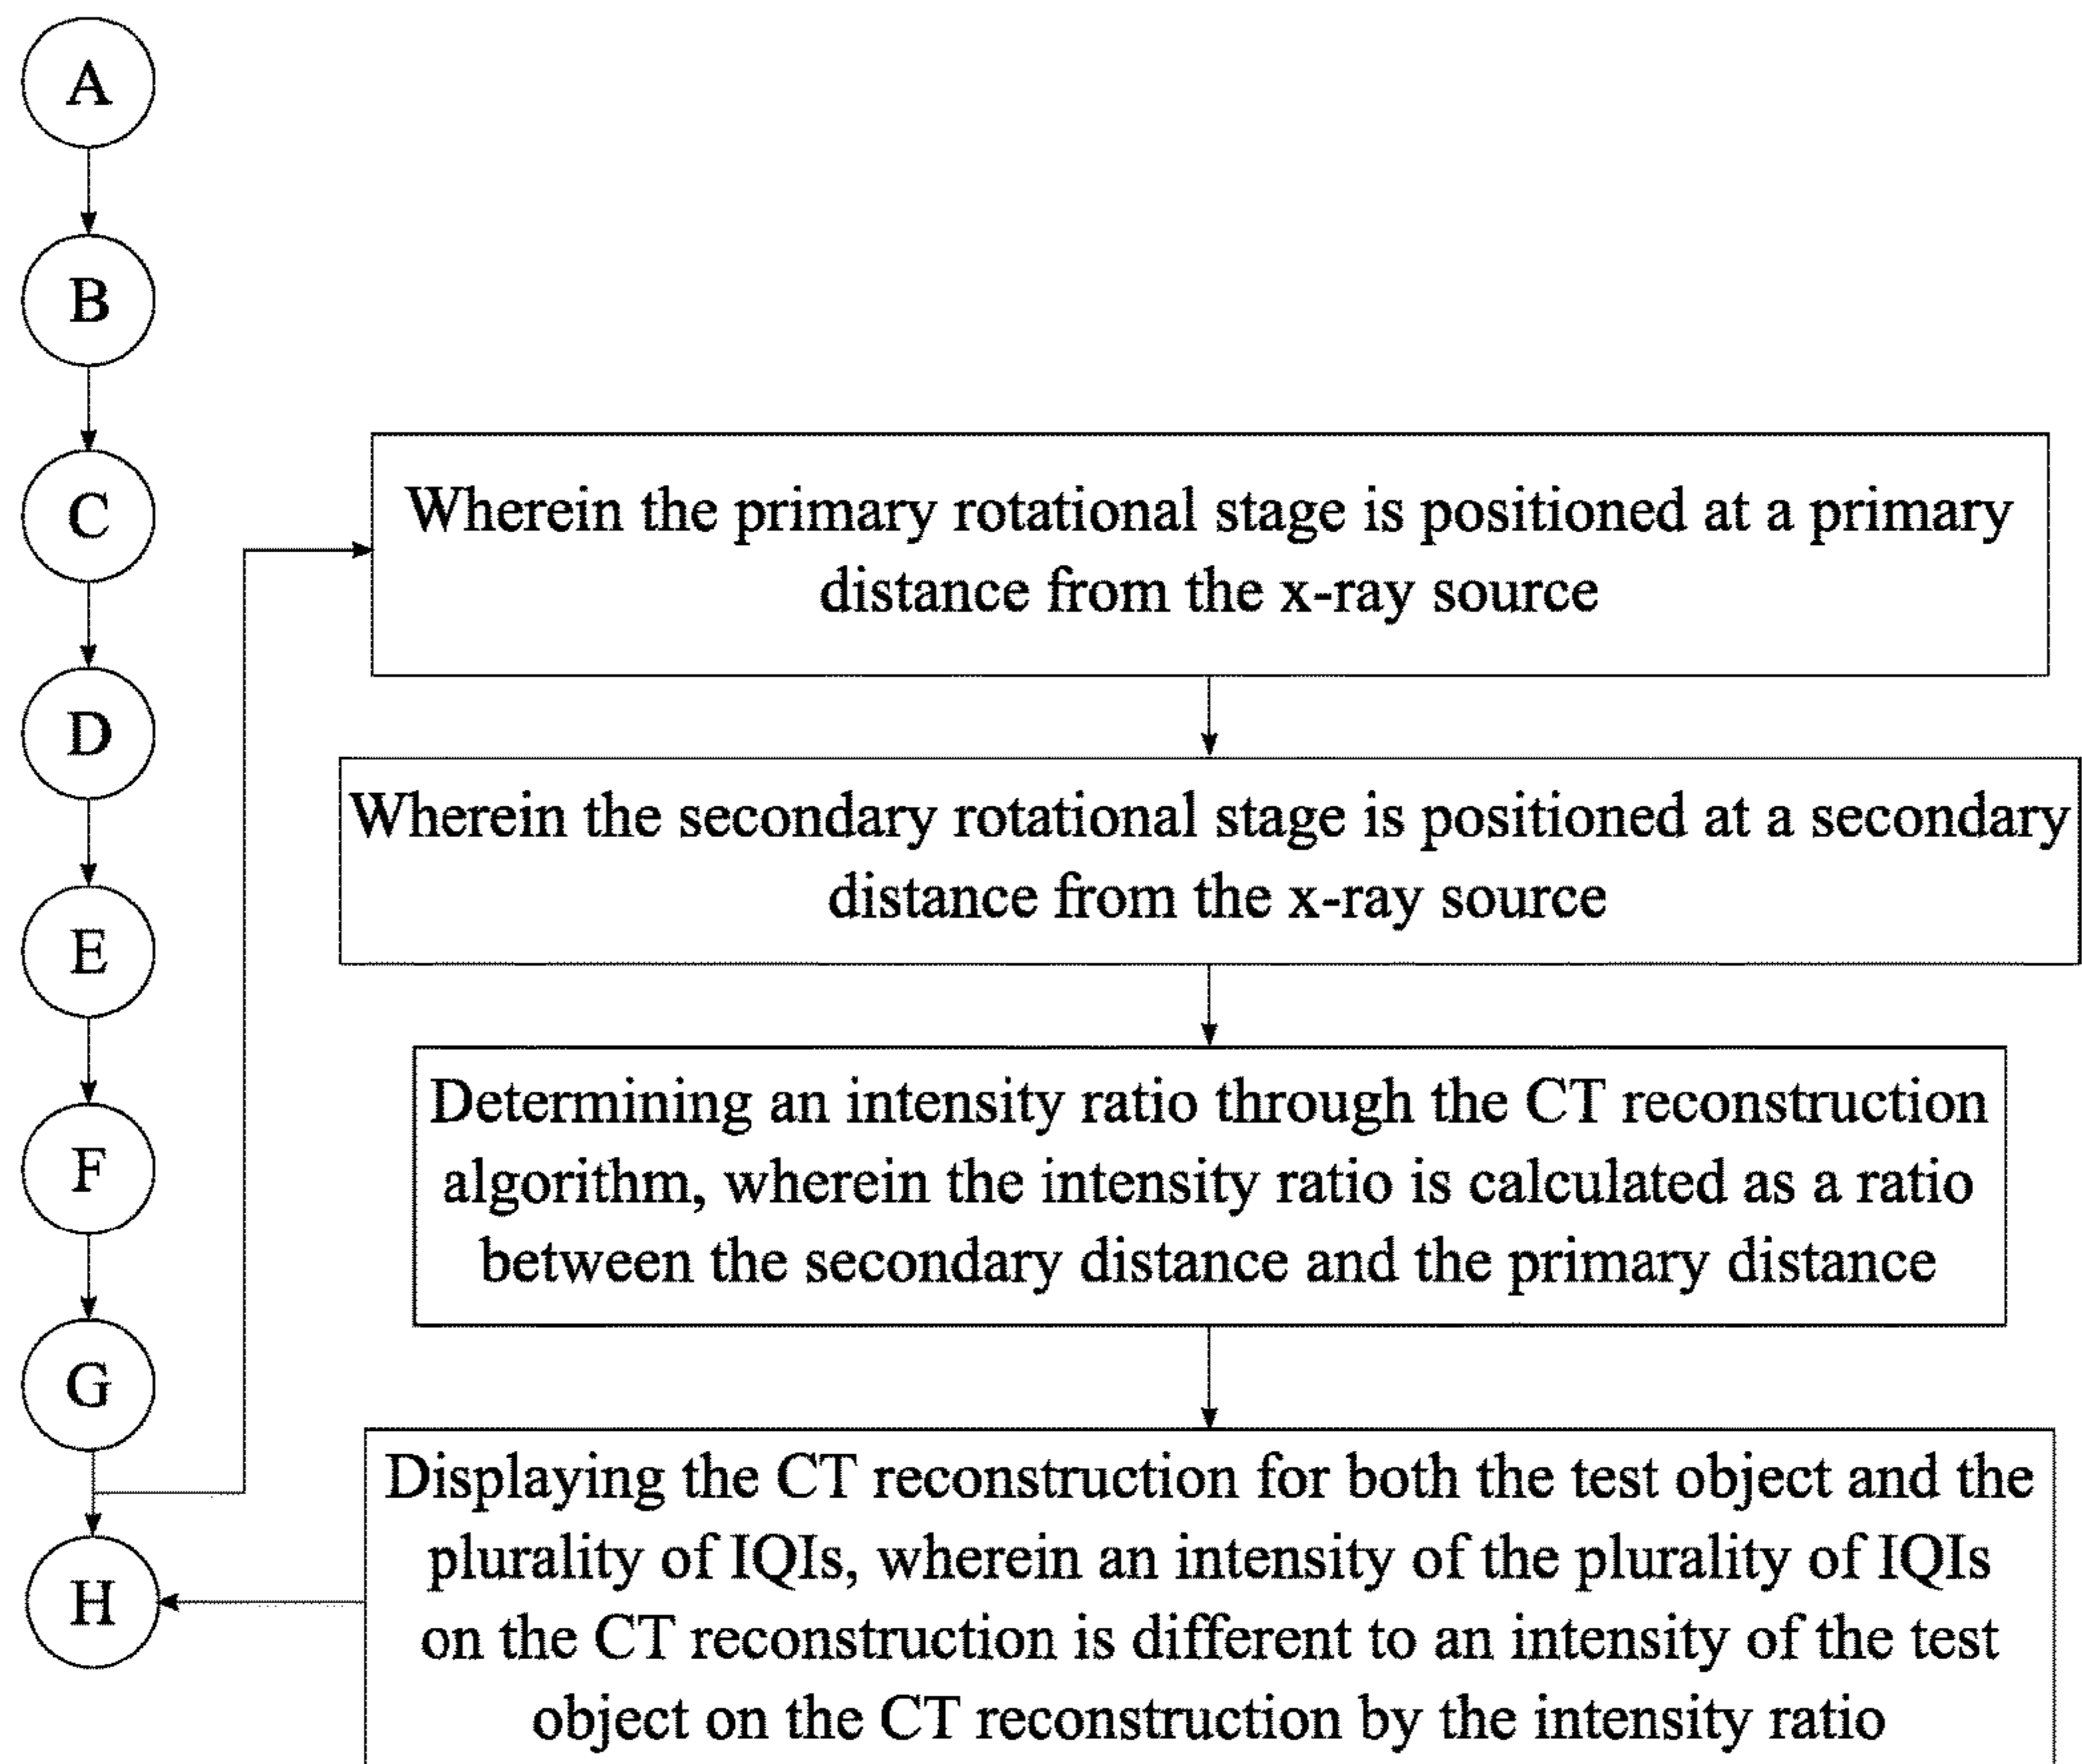 A
B
C
D
E
F
G
H
Wherein the primary rotational stage is positioned at a primary
distance from the x-ray source
Wherein the secondary rotational stage is positioned at a secondary
distance from the x-ray source
Determining an intensity ratio through the CT reconstruction
algorithm, wherein the intensity ratio is calculated as a ratio
between the secondary distance and the primary distance
Displaying the CT reconstruction for both the test object and the
plurality of IQIs, wherein an intensity of the plurality of IQIs
on the CT reconstruction is different to an intensity of the test
object on the CT reconstruction by the intensity ratio